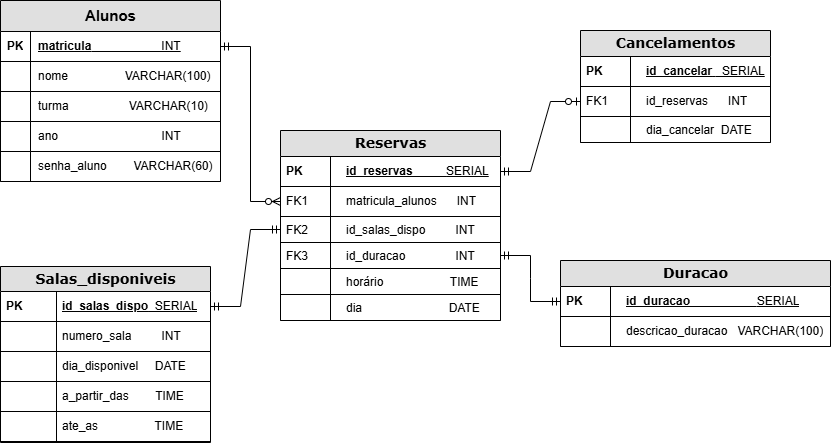 Alunos
PK matricula INT
nome VARCHAR(100)
turma VARCHAR(10)
ano INT
senha_aluno VARCHAR(60)
Cancelamentos
PK id_cancelar SERIAL
FK1 id_reservas INT
dia_cancelar DATE
Reservas
PK id_reservas SERIAL
FK1 matricula_alunos INT
FK2 id_salas_dispo INT
FK3 id_duracao INT
horário TIME
dia DATE
Salas_disponiveis
PK id_salas_dispo SERIAL
numero_sala INT
dia_disponivel DATE
a_partir_das TIME
ate_as TIME
Duracao
PK id_duracao SERIAL
descricao_duracao VARCHAR(100)